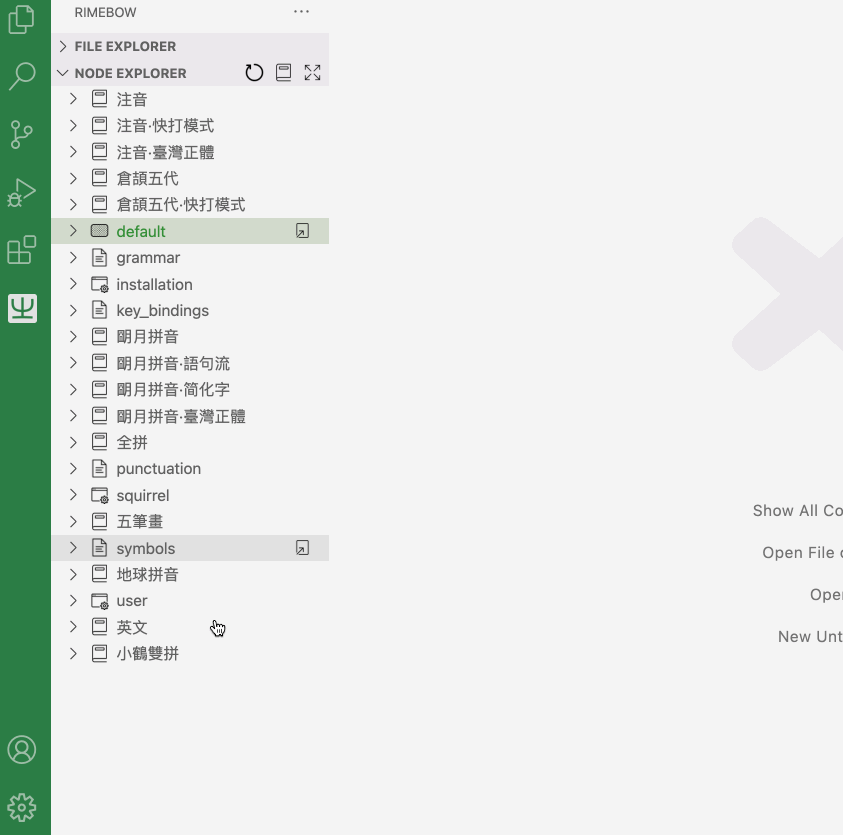 RIMEBOW
FILE EXPLORER
NODE EXPLORER
注音
注音·快打模式
注音·臺灣正體
倉頡五代
倉頡五代·快打模式
default
grammar
installation
key_bindings
朙月拼音
朙月拼音·語句流
朙月拼音·简化字
朙月拼音·臺灣正體
全拼
punctuation
squirrel
五筆畫
symbols
地球拼音
user
英文
小鶴雙拼
Show All Co
Open File
Open
New Unt